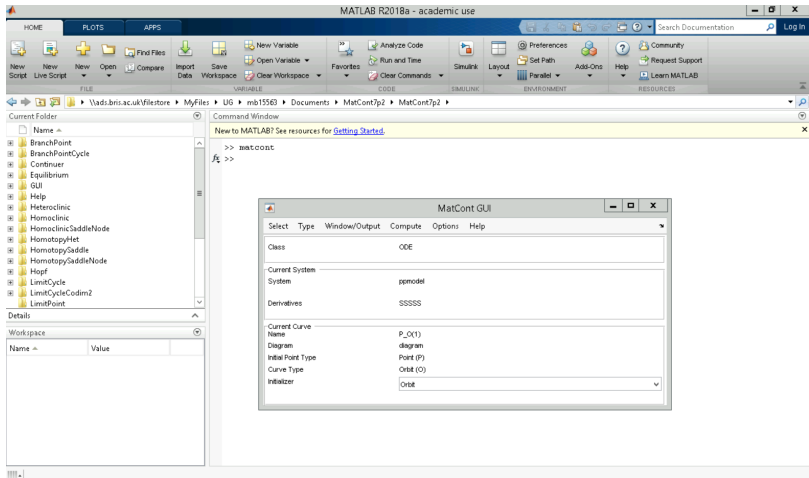 MATLAB R2018a - academic use
HOME PLOTS APPS
Search Documentation Log In
New Script
New Live Script
New
Open
Find Files
Compare
Import Data
Save Workspace
New Variable
Open Variable
Clear Workspace
Favorites
Analyze Code
Run and Time
Clear Commands
Simulink
Layout
Preferences
Set Path
Parallel
Add-Ons
Help
Community
Request Support
Learn MATLAB
FILE VARIABLE CODE SIMULINK ENVIRONMENT RESOURCES
\\ads.bris.ac.uk\filestore MyFiles UG mb15563 Documents MatCont7p2 MatCont7p2
Current Folder
Name
BranchPoint
BranchPointCycle
Continuer
Equilibrium
GUI
Help
Heteroclinic
Homoclinic
HomoclinicSaddleNode
HomotopyHet
HomotopySaddle
HomotopySaddleNode
Hopf
LimitCycle
LimitCycleCodim2
LimitPoint
Details
Workspace
Name Value
Command Window
New to MATLAB? See resources for Getting Started.
>> matcont
fx >>
MatCont GUI
Select Type Window/Output Compute Options Help
Class ODE
Current System
System ppmodel
Derivatives SSSSS
Current Curve
Name P_O(1)
Diagram diagram
Initial Point Type Point (P)
Curve Type Orbit (O)
Initializer Orbit